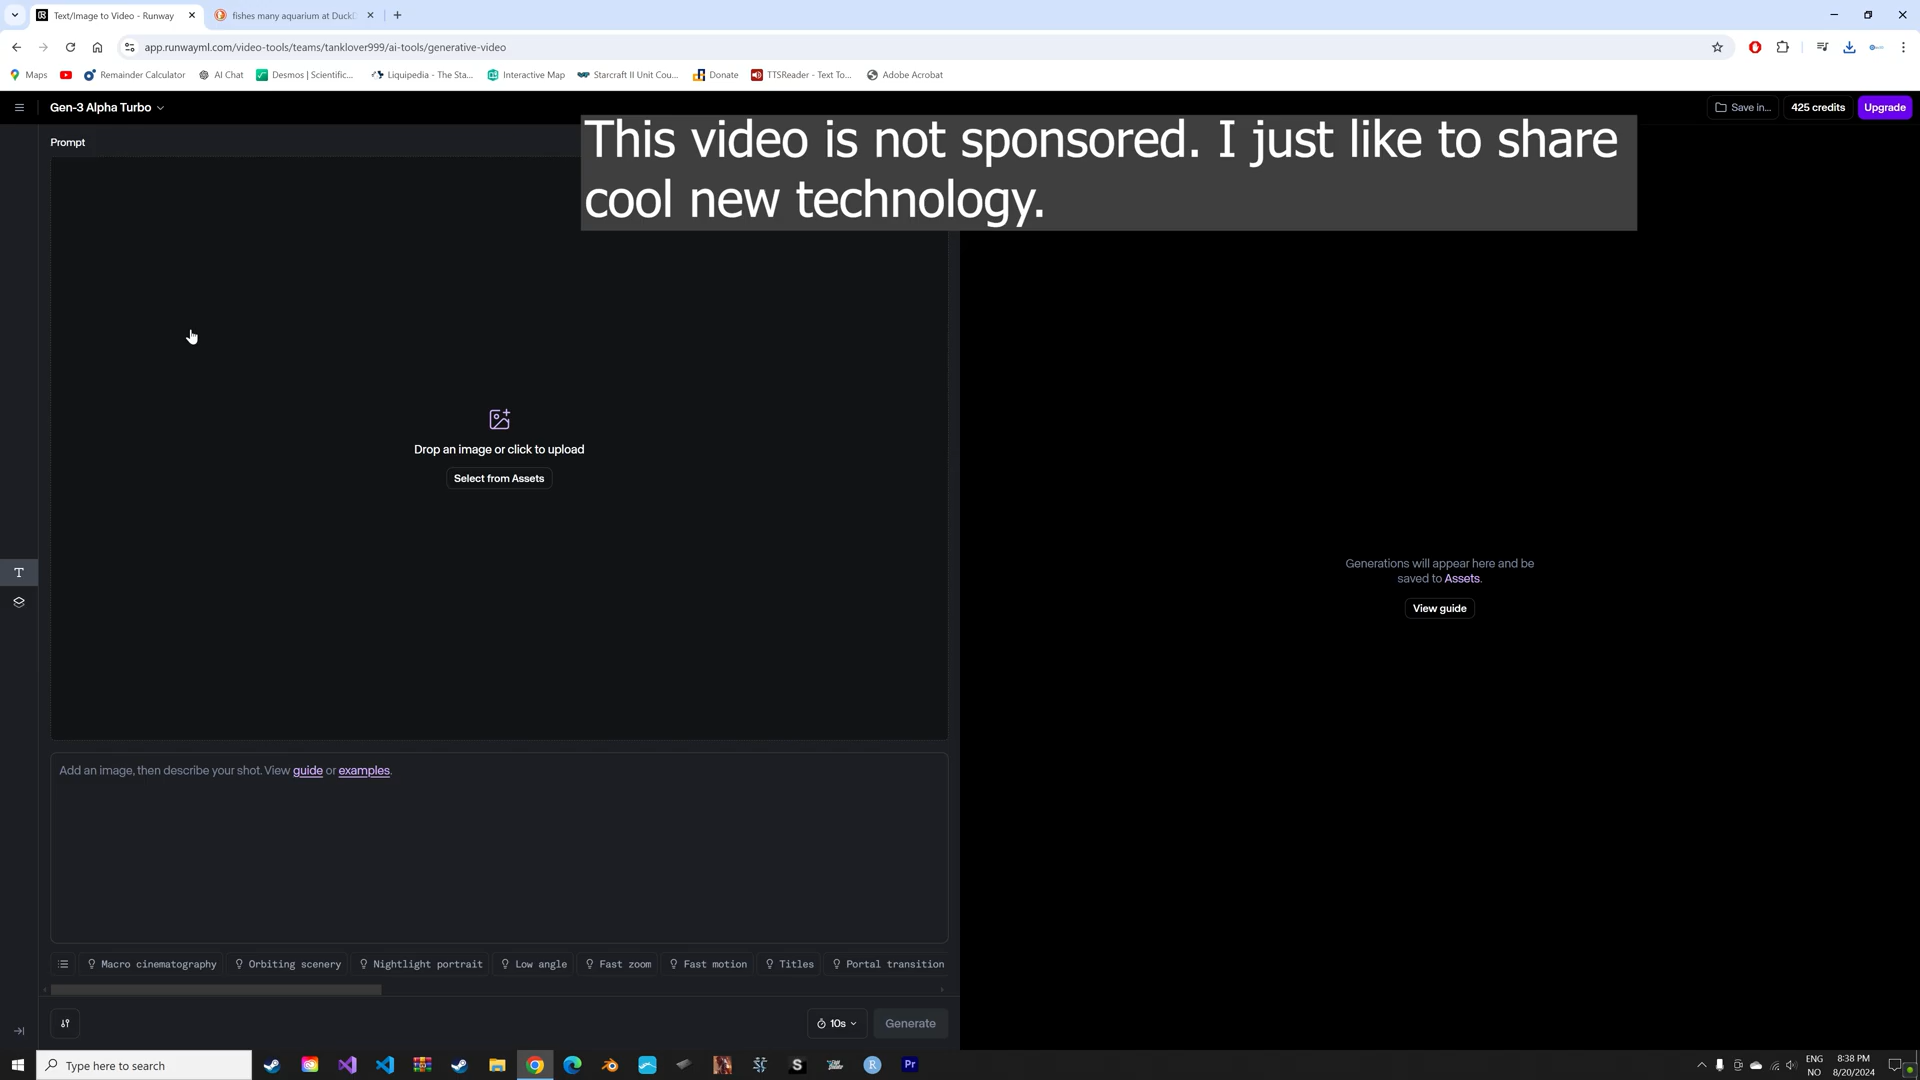 Text/Image to Video - Runway
fishes many aquarium at Duck
app.runwayml.com/video-tools/teams/tanklover999/ai-tools/generative-video
Maps
Remainder Calculator
AI Chat
Desmos | Scientific...
Liquipedia - The Sta...
Interactive Map
Starcraft II Unit Cou...
Donate
TTSReader - Text To...
Adobe Acrobat
Gen-3 Alpha Turbo
Save in...
425 credits
Upgrade
Prompt
This video is not sponsored. I just like to share
cool new technology.
Drop an image or click to upload
Select from Assets
Generations will appear here and be
saved to Assets.
View guide
Add an image, then describe your shot. View guide or examples.
Macro cinematography
Orbiting scenery
Nightlight portrait
Low angle
Fast zoom
Fast motion
Titles
Portal transition
10s
Generate
Type here to search
Pr
ENG
NO
8:38 PM
8/20/2024